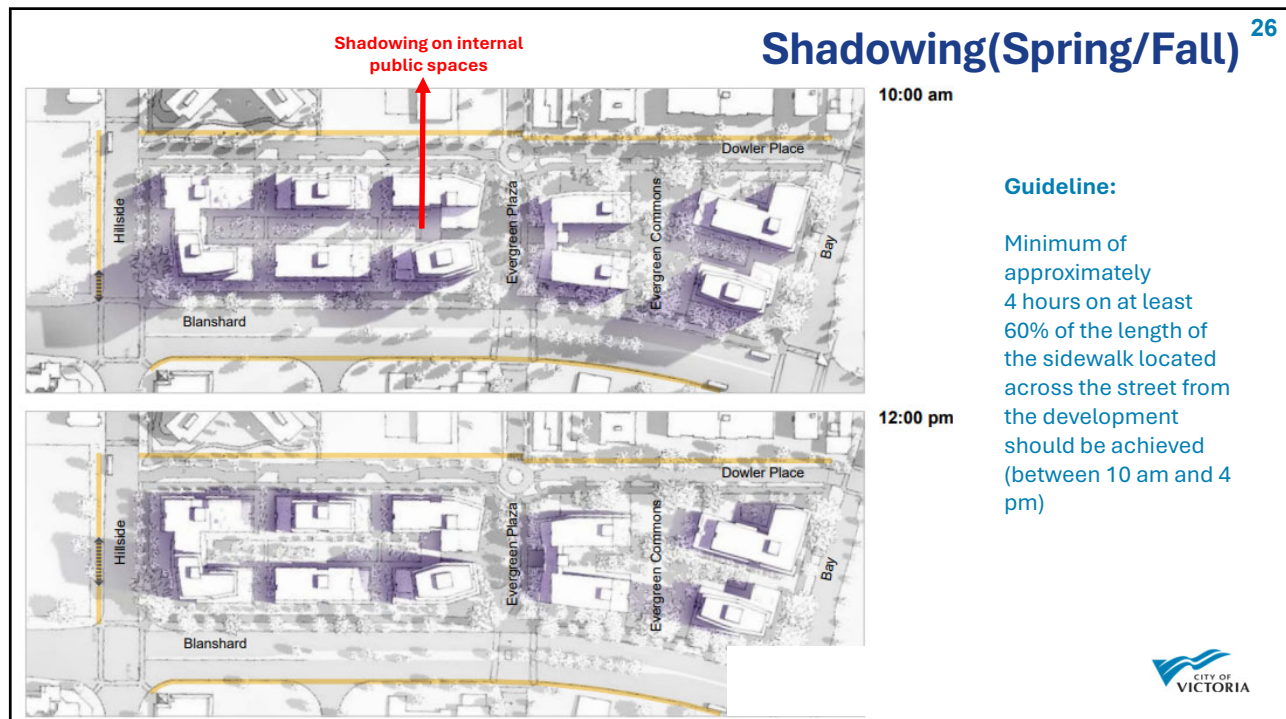 26
Shadowing(Spring/Fall)
Shadowing on internal
public spaces
10:00 am
Dowler Place
Hillside
Evergreen Plaza
Evergreen Commons
Bay
Blanshard
12:00 pm
Dowler Place
Hillside
Evergreen Plaza
Evergreen Commons
Bay
Blanshard
Guideline:
Minimum of
approximately
4 hours on at least
60% of the length of
the sidewalk located
across the street from
the development
should be achieved
(between 10 am and 4
pm)
CITY OF
VICTORIA